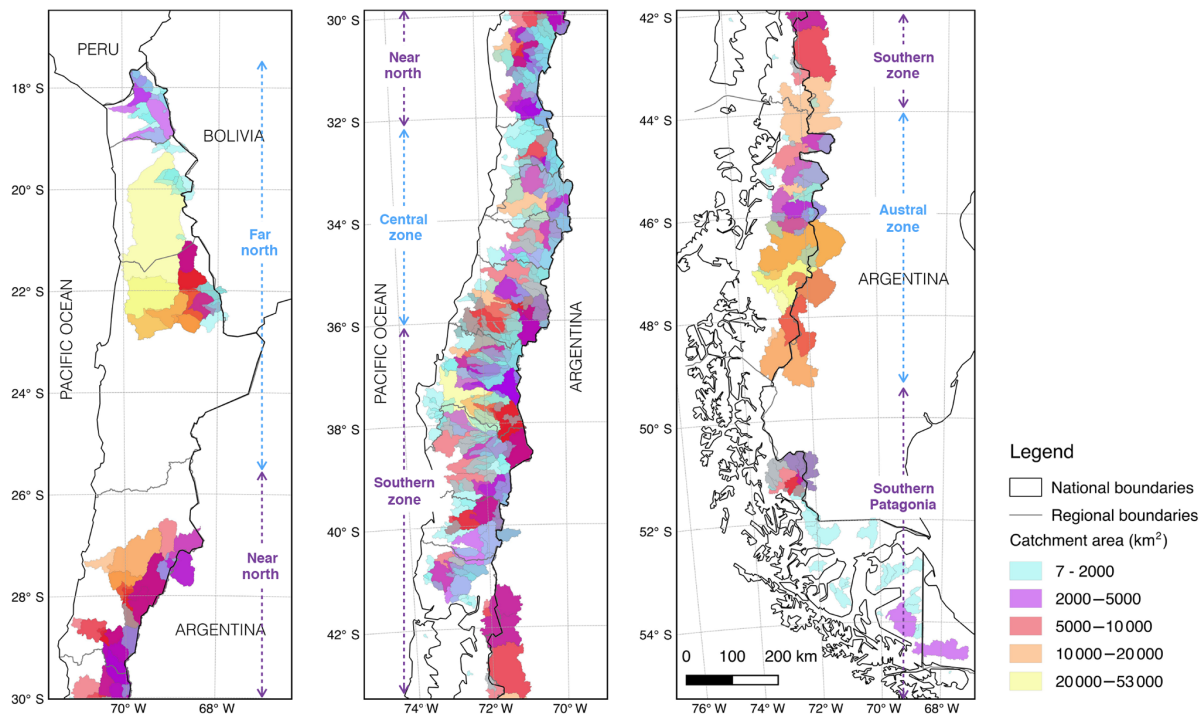 PERU
BOLIVIA
Far
north
PACIFIC OCEAN
Near
north
ARGENTINA
18° S
20° S
22° S
24° S
26° S
28° S
30° S
70° W
68° W
30° S
32° S
34° S
36° S
38° S
40° S
42° S
Near
north
Central
zone
PACIFIC OCEAN
ARGENTINA
Southern
zone
74° W
72° W
70° W
42° S
44° S
46° S
48° S
50° S
52° S
54° S
Southern
zone
Austral
zone
ARGENTINA
Southern
Patagonia
0 100 200 km
76° W
74° W
72° W
70° W
68° W
Legend
National boundaries
Regional boundaries
Catchment area (km²)
7 - 2000
2000–5000
5000–10 000
10 000–20 000
20 000–53 000